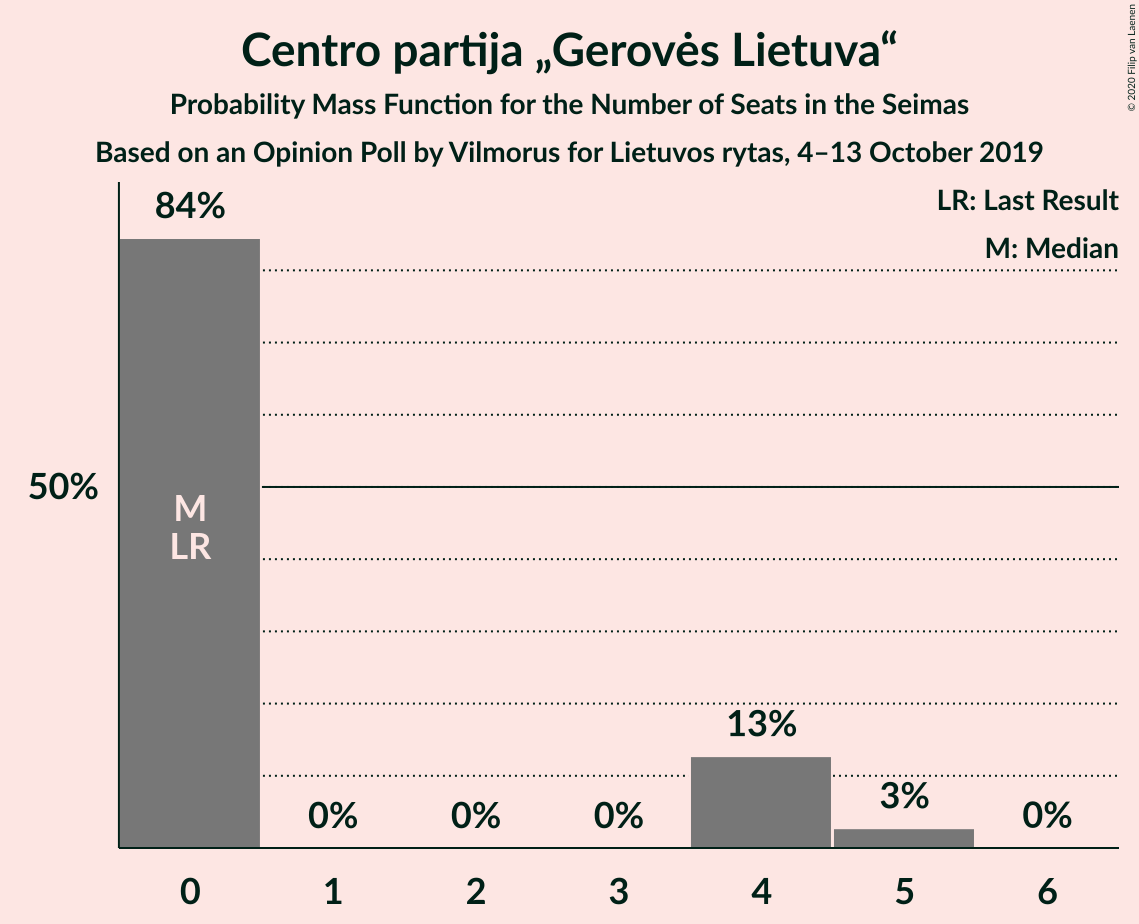 Centro partija „Gerovės Lietuva“
Probability Mass Function for the Number of Seats in the Seimas
Based on an Opinion Poll by Vilmorus for Lietuvos rytas, 4–13 October 2019
© 2020 Filip van Laenen
LR: Last Result
M: Median
84%
50%
M
LR
0%
0%
0%
13%
3%
0%
0
1
2
3
4
5
6